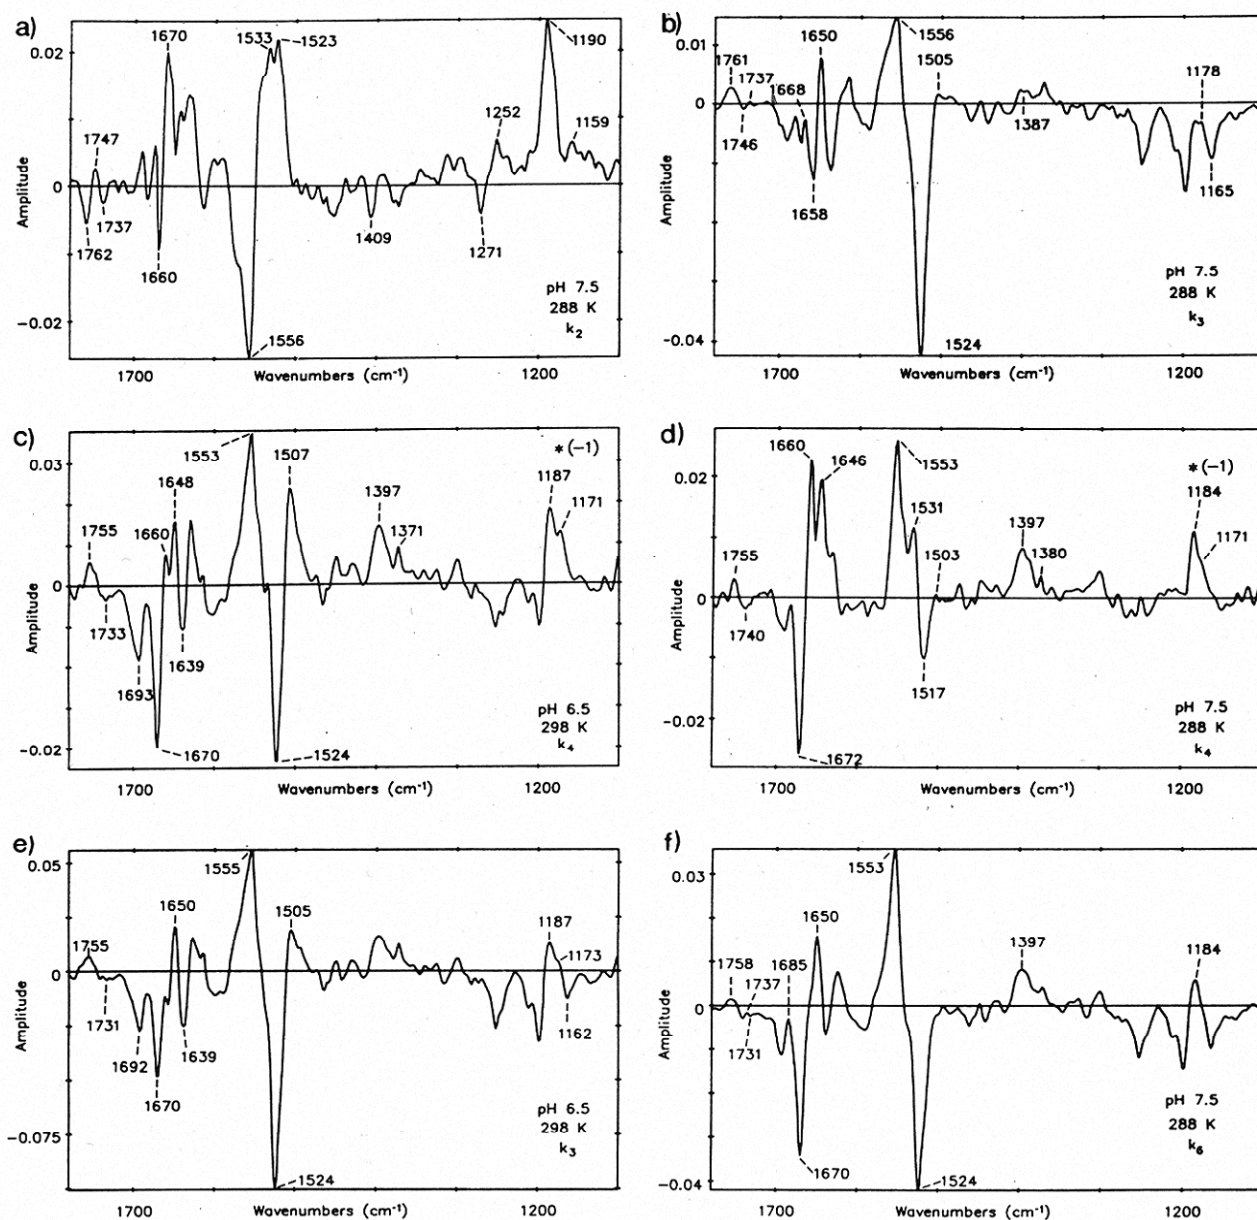 a)
0.02
0
−0.02
Amplitude
1670
1533
1523
1190
1747
1252
1159
1737
1762
1660
1409
1271
1556
pH 7.5
288 K
k2
1700
Wavenumbers (cm-1)
1200
b)
0.01
0
−0.04
Amplitude
1761
1737
1668
1650
1556
1505
1178
1746
1387
1658
1165
1524
pH 7.5
288 K
k3
1700
Wavenumbers (cm-1)
1200
c)
0.03
0
−0.02
Amplitude
1553
1507
*(−1)
1648
1397
1187
1755
1660
1371
1171
1733
1639
1693
1670
1524
pH 6.5
298 K
k4
1700
Wavenumbers (cm-1)
1200
d)
0.02
0
−0.02
Amplitude
1660
1646
1553
*(−1)
1184
1531
1397
1171
1755
1503
1380
1740
1517
1672
pH 7.5
288 K
k4
1700
Wavenumbers (cm-1)
1200
e)
0.05
0
−0.075
Amplitude
1555
1650
1505
1187
1755
1173
1731
1692
1639
1162
1670
1524
pH 6.5
298 K
k3
1700
Wavenumbers (cm-1)
1200
f)
0.03
0
−0.04
Amplitude
1553
1650
1758
1737
1685
1397
1184
1731
1670
1524
pH 7.5
288 K
k6
1700
Wavenumbers (cm-1)
1200